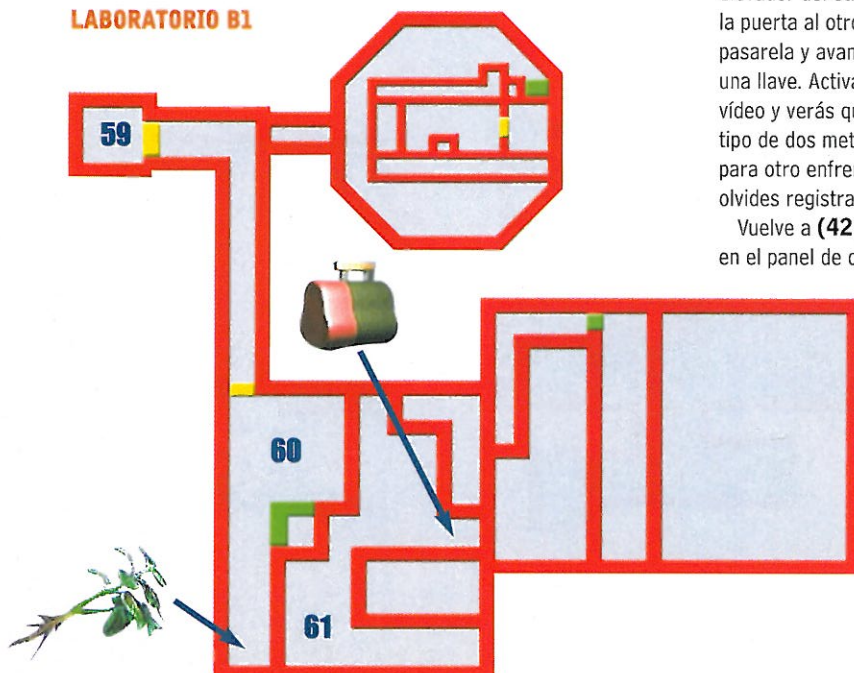 LABORATORIO B1
la puerta al otro
pasarela y avan
una llave. Activa
vídeo y verás qu
tipo de dos met
para otro enfre
olvides registra
Vuelve a (42
en el panel de c
59
60
61